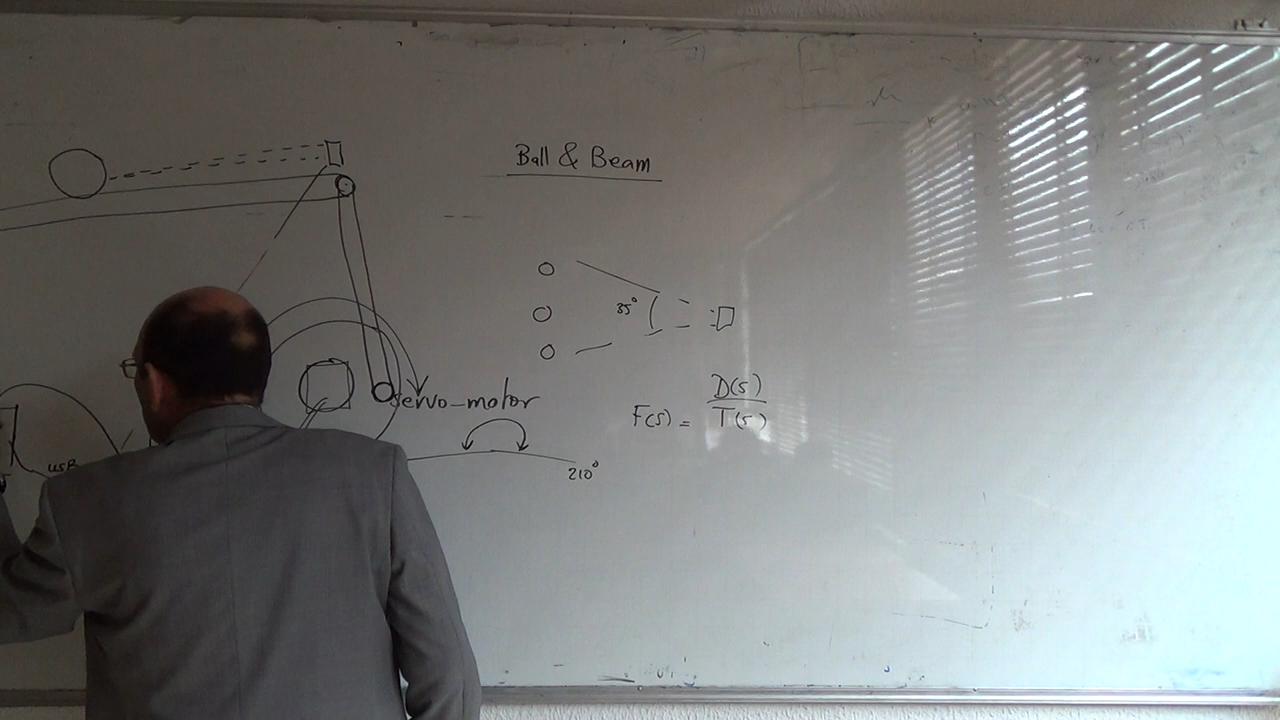 Ball & Beam
35°
servo-motor
F(s) = D(s) / T(s)
210°
USB